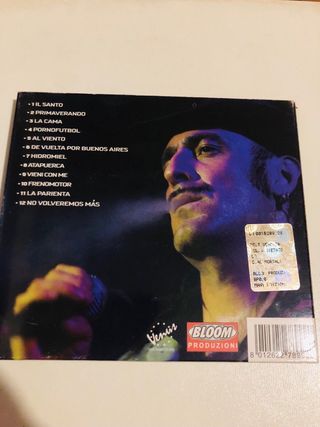 • 1 IL SANTO
• 2 PRIMAVERANDO
• 3 LA CAMA
• 4 PORNOFUTBOL
• 5 AL VIENTO
• 6 DE VUELTA POR BUENOS AIRES
• 7 HIDROMIEL
• 8 ATAPUERCA
• 9 VIENI CON ME
• 10 FRENOMOTOR
• 11 LA PARIENTA
• 12 NO VOLVEREMOS MÁS
Venus
BLOOM
PRODUZIONI